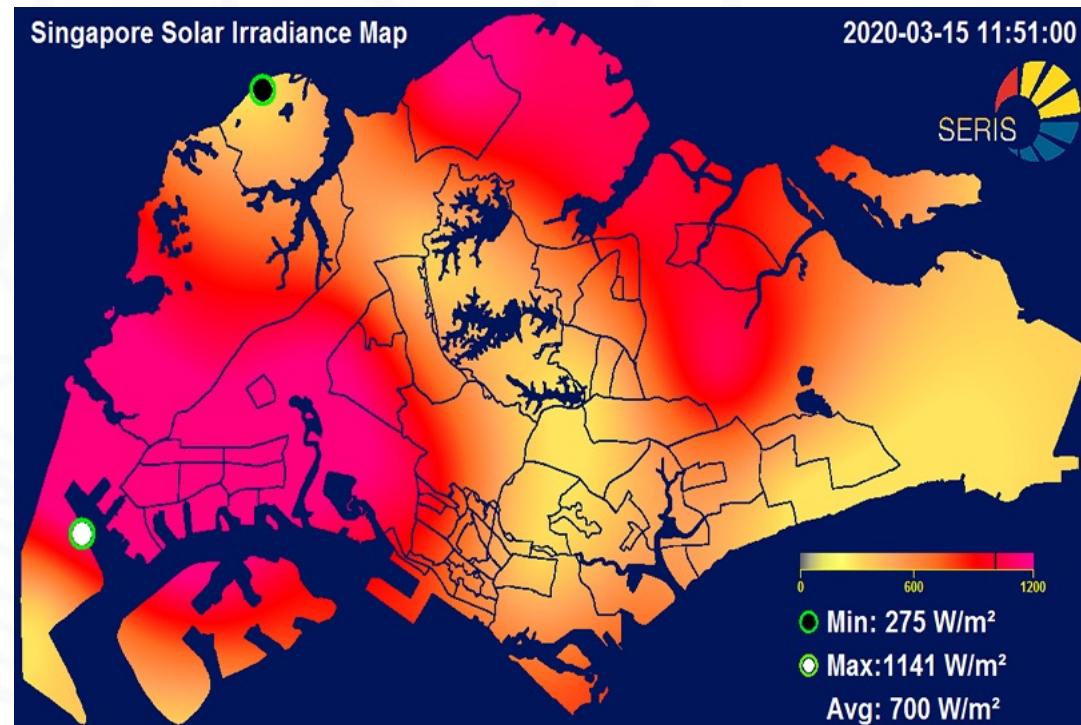 Singapore Solar Irradiance Map
2020-03-15 11:51:00
SERIS
0 600 1200
Min: 275 W/m²
Max:1141 W/m²
Avg: 700 W/m²